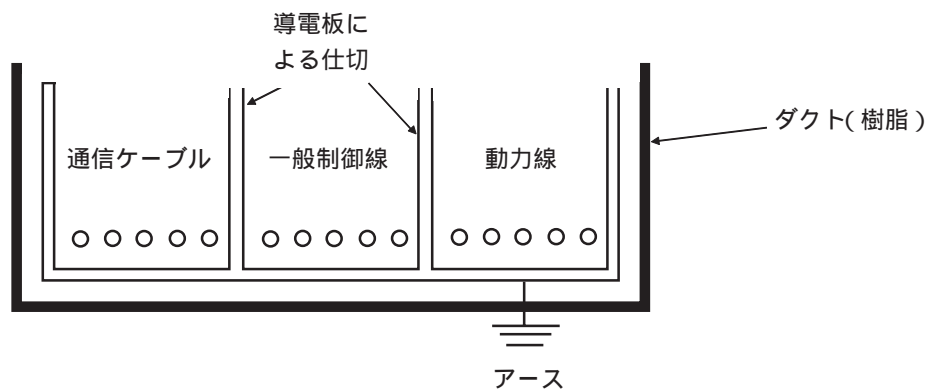 導電板に
よる仕切
ダクト(樹脂)
通信ケーブル
一般制御線
動力線
アース